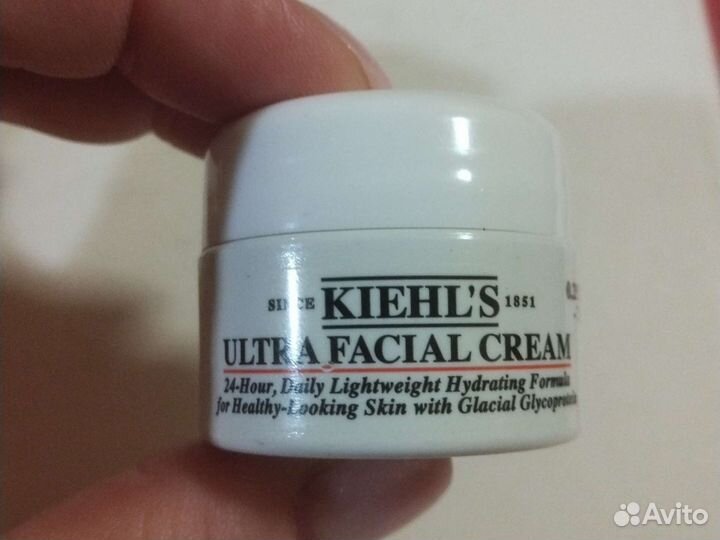 SINCE KIEHL'S 1851
ULTRA FACIAL CREAM
24-Hour, Daily Lightweight Hydrating Formula
for Healthy-Looking Skin with Glacial
Avito